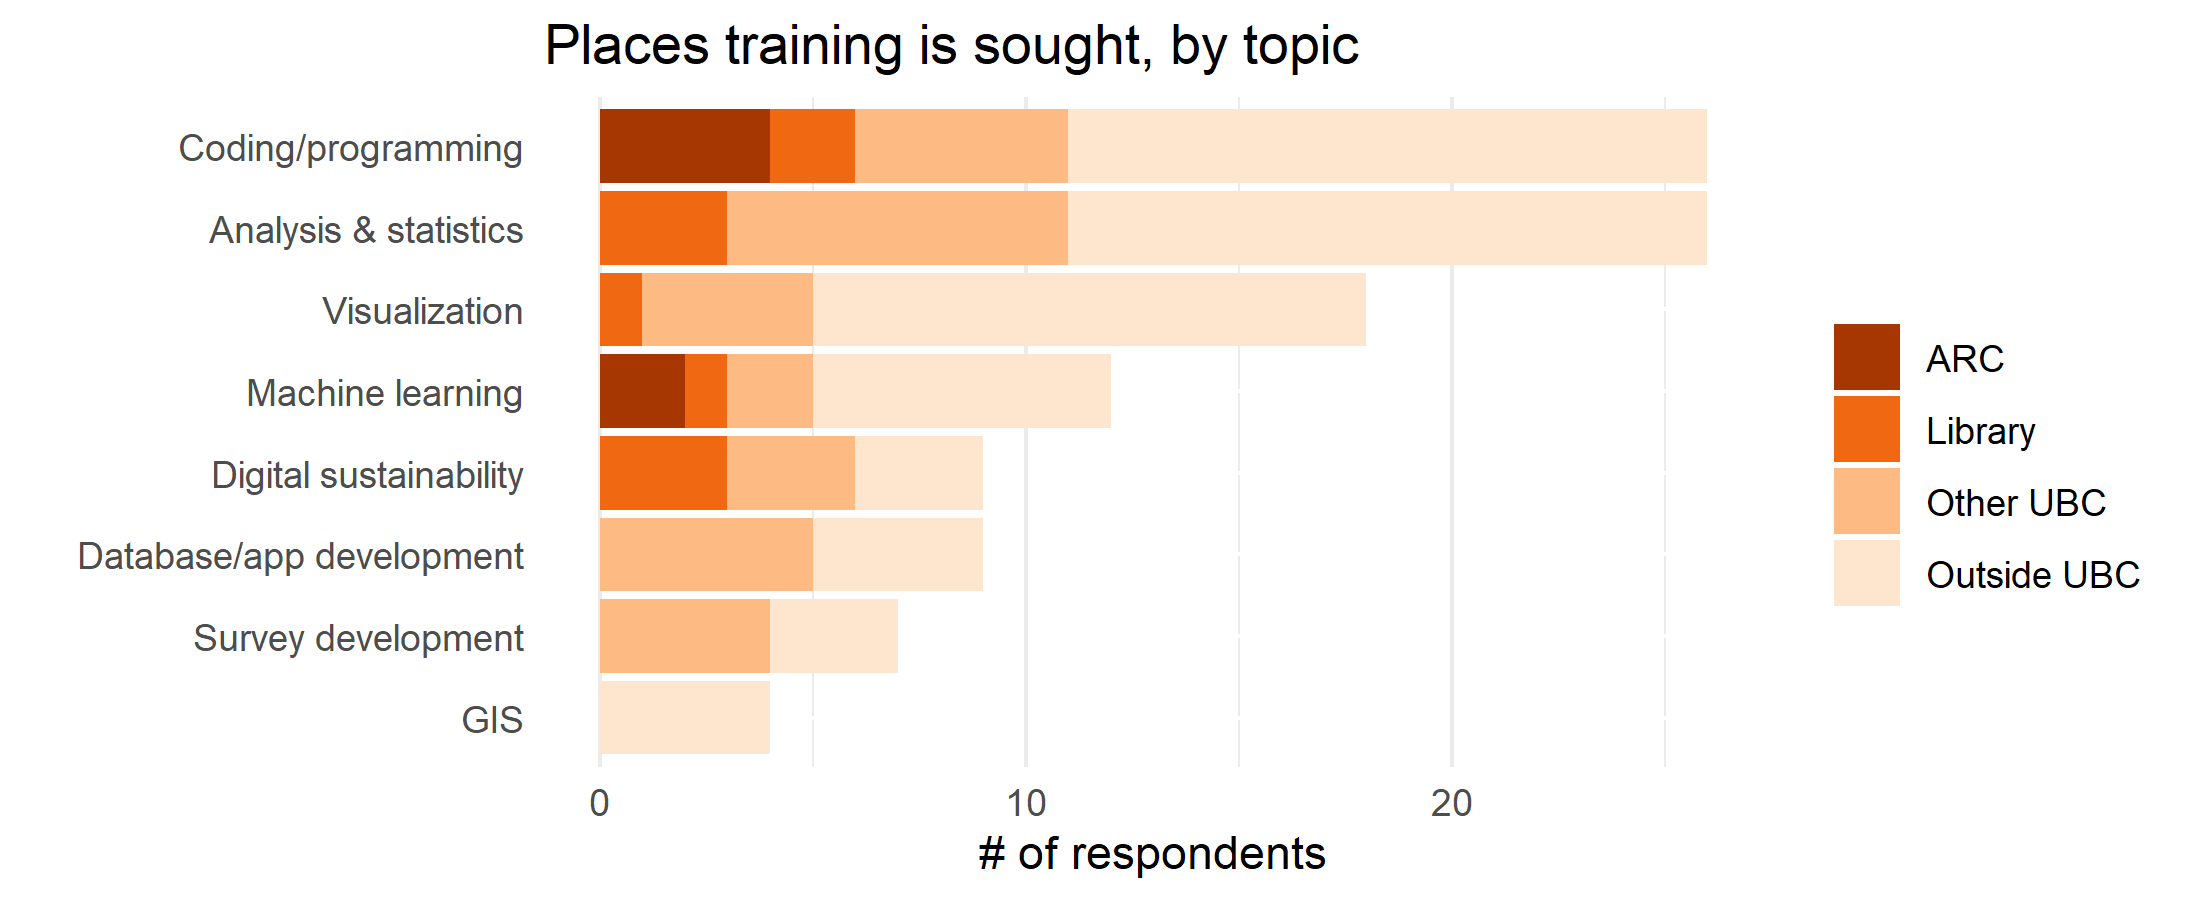 Places training is sought, by topic
Coding/programming
Analysis & statistics
Visualization
Machine learning
Digital sustainability
Database/app development
Survey development
GIS
0 10 20
# of respondents
ARC
Library
Other UBC
Outside UBC